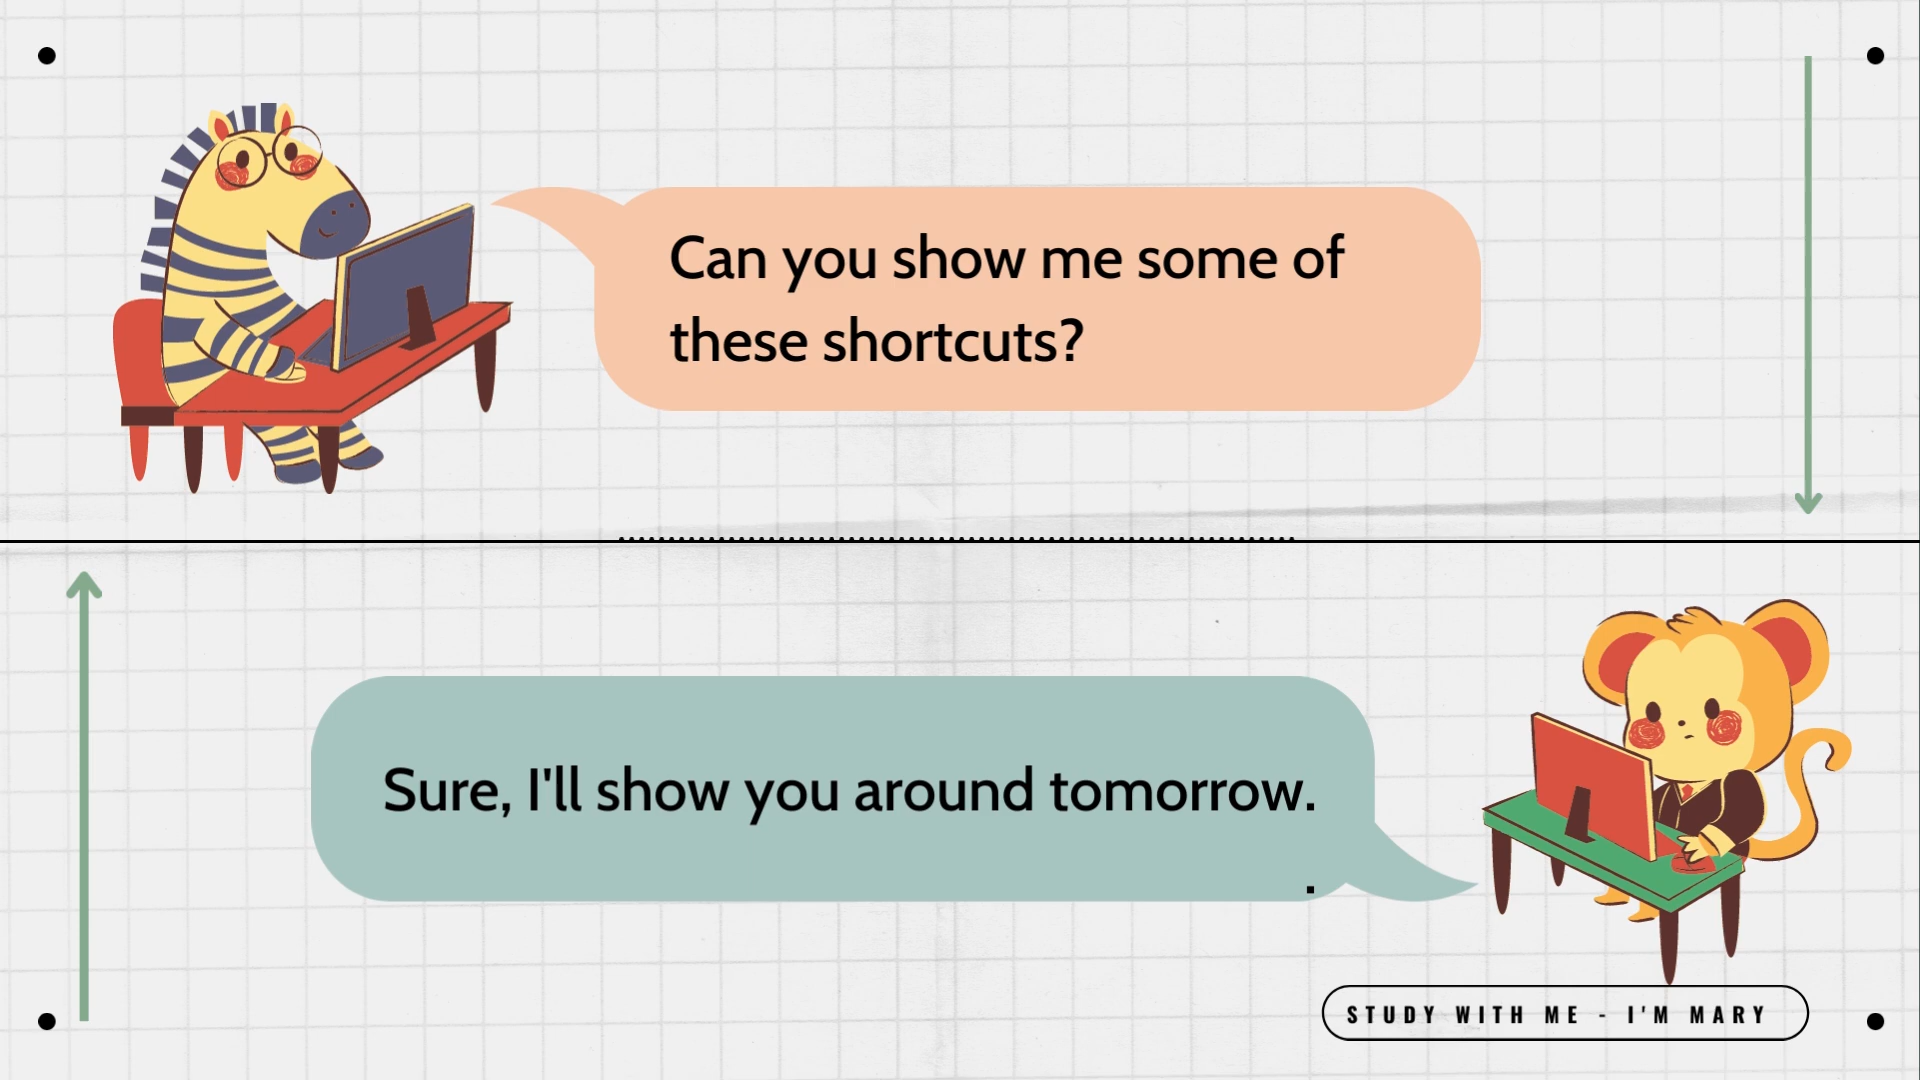 Can you show me some of
these shortcuts?
Sure, I'll show you around tomorrow.
.
STUDY WITH ME - I'M MARY